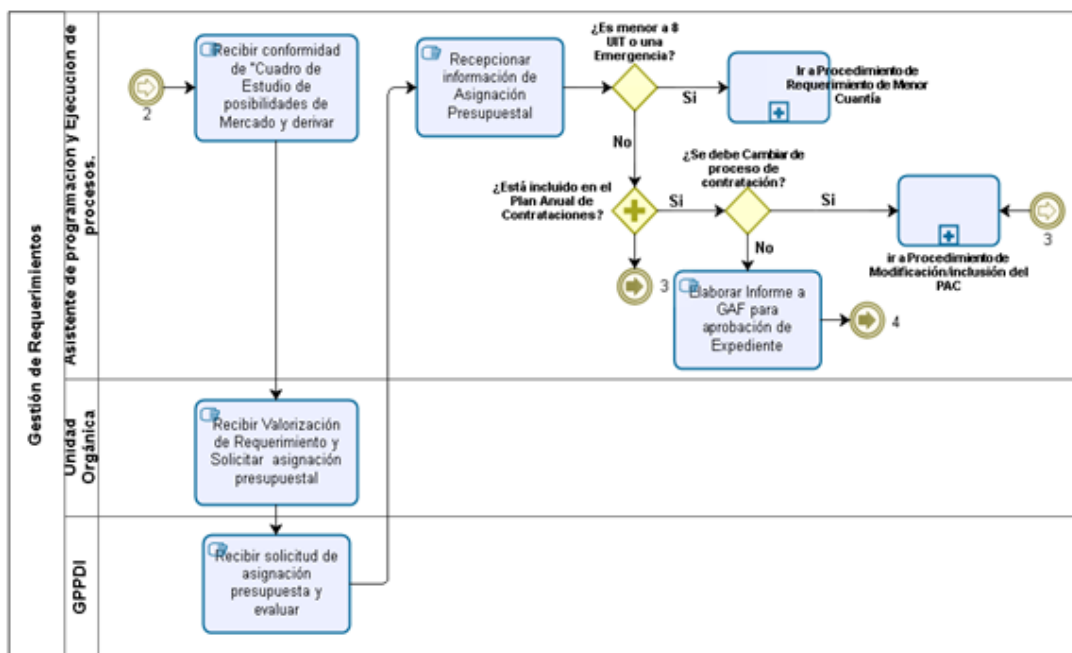 Gestión de Requerimientos
Asistente de programación y Ejecución de
procesos.
2
Recibir conformidad
de "Cuadro de
Estudio de
posibilidades de
Mercado y derivar
Recepcionar
información de
Asignación
Presupuestal
¿Es menor a 8
UIT o una
Emergencia?
Si
Ir a Procedimiento de
Requerimiento de Menor
Cuantía
No
¿Está incluido en el
Plan Anual de
Contrataciones?
Si
¿Se debe Cambiar de
proceso de
contratación?
Si
ir a Procedimiento de
Modificación/inclusión del
PAC
3
No
3
Elaborar Informe a
GAF para
aprobación de
Expediente
4
Unidad
Orgánica
Recibir Valorización
de Requerimiento y
Solicitar asignación
presupuestal
GPPDI
Recibir solicitud de
asignación
presupuesta y
evaluar